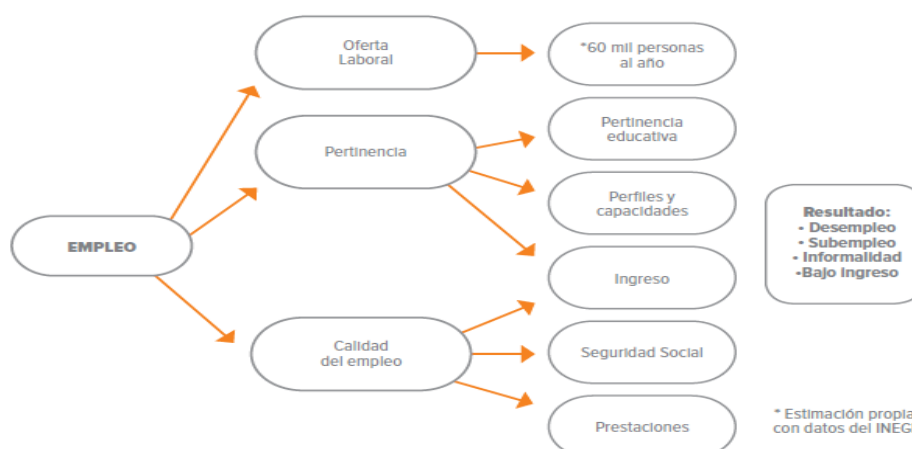 Oferta
Laboral
*60 mil personas
al año
Pertinencia
Pertinencia
educativa
Perfiles y
capacidades
EMPLEO
Resultado:
• Desempleo
• Subempleo
• Informalidad
•Bajo Ingreso
Ingreso
Calidad
del empleo
Seguridad Social
Prestaciones
* Estimación propia
con datos del INEG